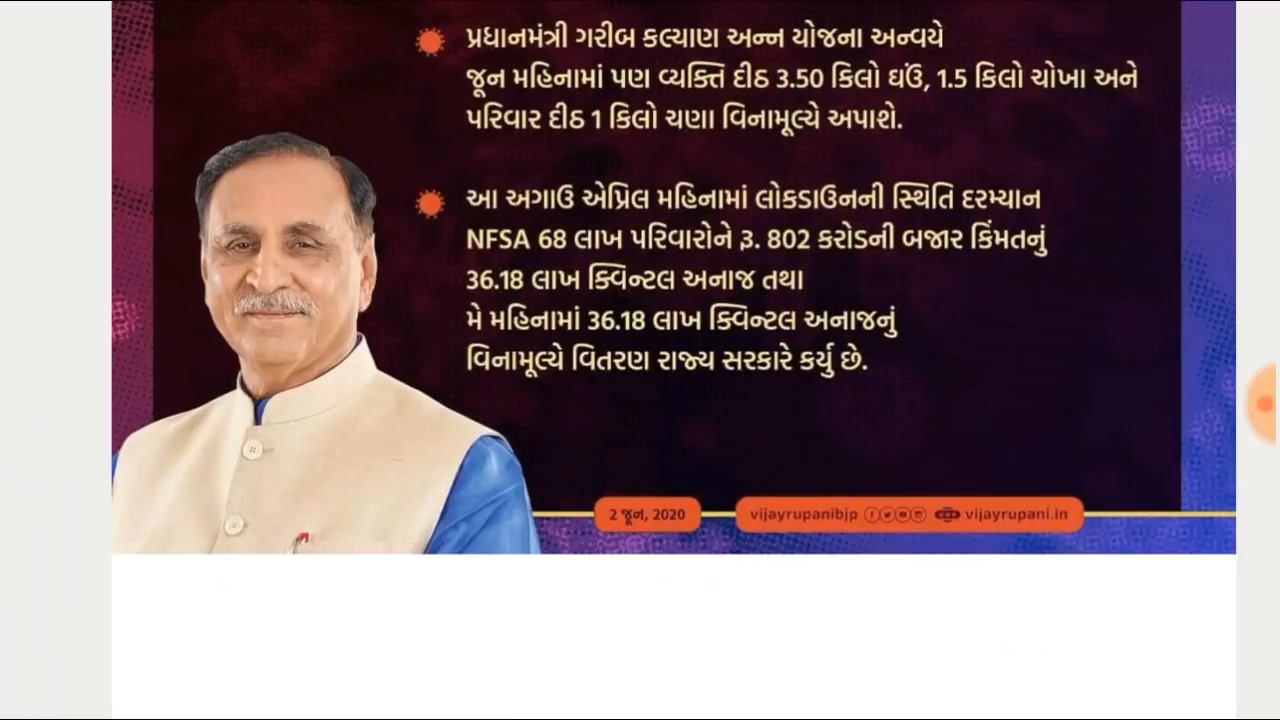 પ્રધાનમંત્રી ગરીબ કલ્યાણ અન્ન યોજના અન્વયે
જૂન મહિનામાં પણ વ્યક્તિ દીઠ 3.50 કિલો ઘઉં, 1.5 કિલો ચોખા અને
પરિવાર દીઠ 1 કિલો ચણા વિનામૂલ્યે અપાશે.
આ અગાઉ એપ્રિલ મહિનામાં લોકડાઉનની સ્થિતિ દરમ્યાન
NFSA 68 લાખ પરિવારોને રૂ. 802 કરોડની બજાર કિંમતનું
36.18 લાખ ક્વિન્ટલ અનાજ તથા
મે મહિનામાં 36.18 લાખ ક્વિન્ટલ અનાજનું
વિનામૂલ્યે વિતરણ રાજ્ય સરકારે કર્યુ છે.
2 જૂન, 2020
vijayrupanibjp vijayrupani.in